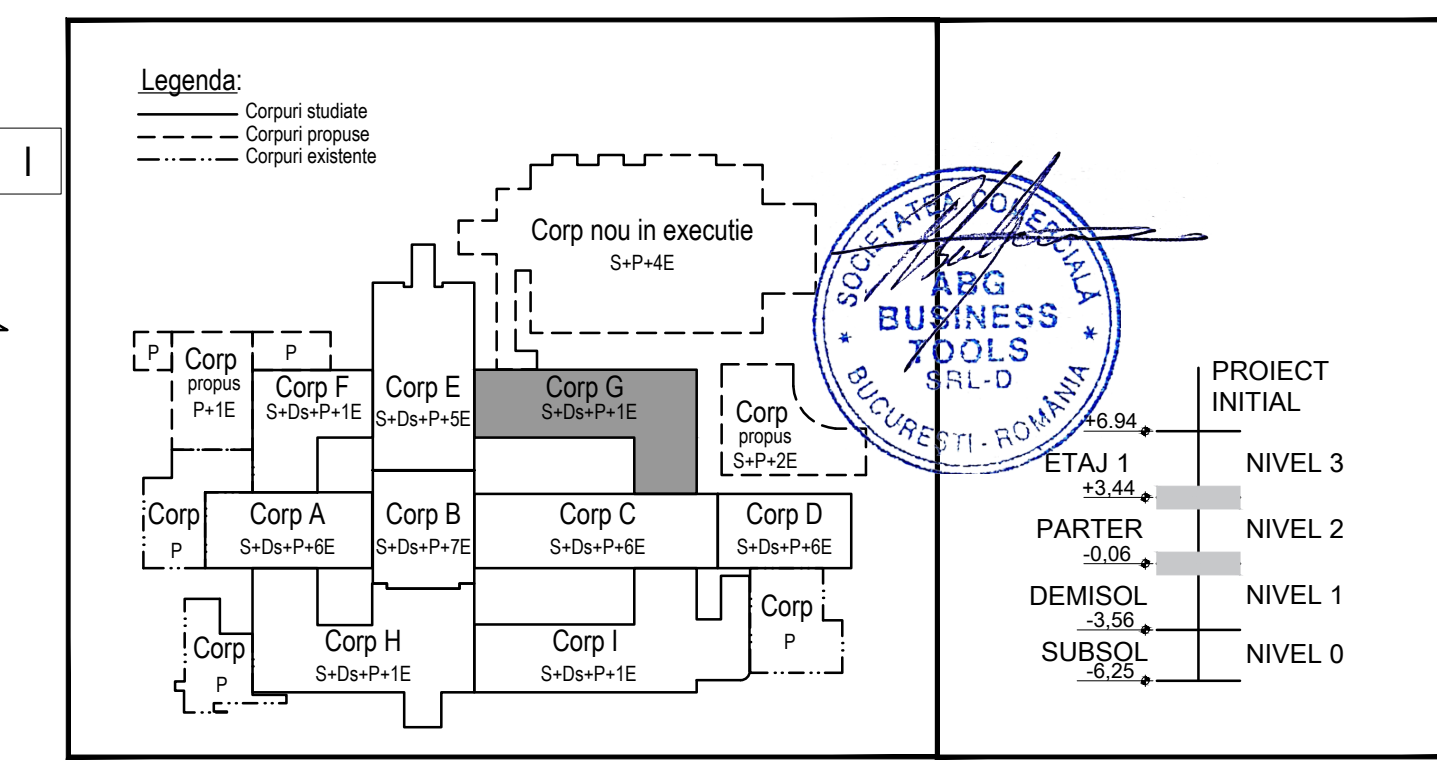 Legenda:
Corpuri studiate
Corpuri propuse
Corpuri existente
I
Corp nou in executie
S+P+4E
P
Corp
propus
P+1E
P
Corp F
S+Ds+P+1E
Corp E
S+Ds+P+5E
Corp G
S+Ds+P+1E
Corp
propus
S+P+2E
Corp
P
Corp A
S+Ds+P+6E
Corp B
S+Ds+P+7E
Corp C
S+Ds+P+6E
Corp D
S+Ds+P+6E
Corp
P
Corp H
S+Ds+P+1E
Corp I
S+Ds+P+1E
Corp
P
SOCIETATEA COMERCIALĂ
ABG
BUSINESS
TOOLS
SRL-D
* BUCUREȘTI - ROMÂNIA *
PROIECT
INITIAL
+6.94
ETAJ 1 NIVEL 3
+3,44
PARTER NIVEL 2
-0,06
DEMISOL NIVEL 1
-3,56
SUBSOL NIVEL 0
-6,25